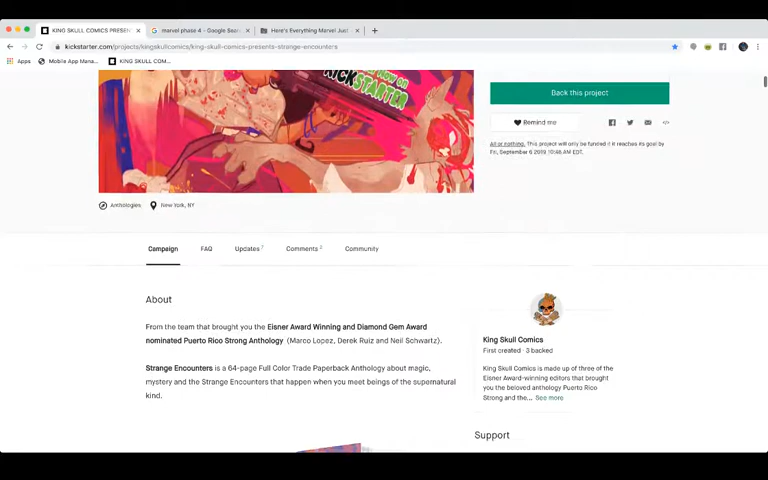 KING SKULL COMICS PRESENT
marvel phase 4 - Google Sear
Here's Everything Marvel Just
kickstarter.com/projects/kingskullcomics/king-skull-comics-presents-strange-encounters
Apps
Mobile App Mana...
KING SKULL COM...
NOW ON
KICKSTARTER
Back this project
Remind me
All or nothing. This project will only be funded if it reaches its goal by
Fri, September 6 2019 10:46 AM EDT.
Anthologies
New York, NY
Campaign
FAQ
Updates 7
Comments 2
Community
About
From the team that brought you the Eisner Award Winning and Diamond Gem Award
nominated Puerto Rico Strong Anthology (Marco Lopez, Derek Ruiz and Neil Schwartz).
Strange Encounters is a 64-page Full Color Trade Paperback Anthology about magic,
mystery and the Strange Encounters that happen when you meet beings of the supernatural
kind.
King Skull Comics
First created · 3 backed
King Skull Comics is made up of three of the
Eisner Award-winning editors that brought
you the beloved anthology Puerto Rico
Strong and the... See more
Support